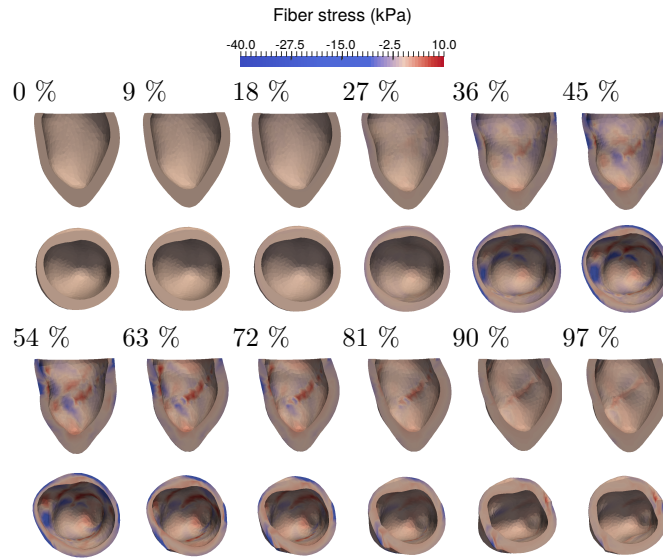 Fiber stress (kPa)
-40.0 -27.5 -15.0 -2.5 10.0
0 % 9 % 18 % 27 % 36 % 45 %
54 % 63 % 72 % 81 % 90 % 97 %